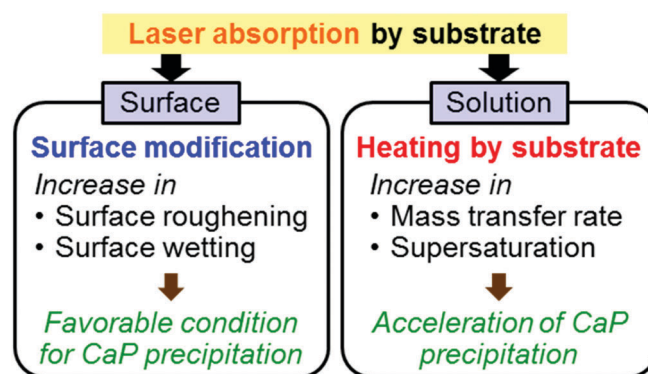 Laser absorption by substrate
Surface
Surface modification
Increase in
• Surface roughening
• Surface wetting
Favorable condition
for CaP precipitation
Solution
Heating by substrate
Increase in
• Mass transfer rate
• Supersaturation
Acceleration of CaP
precipitation